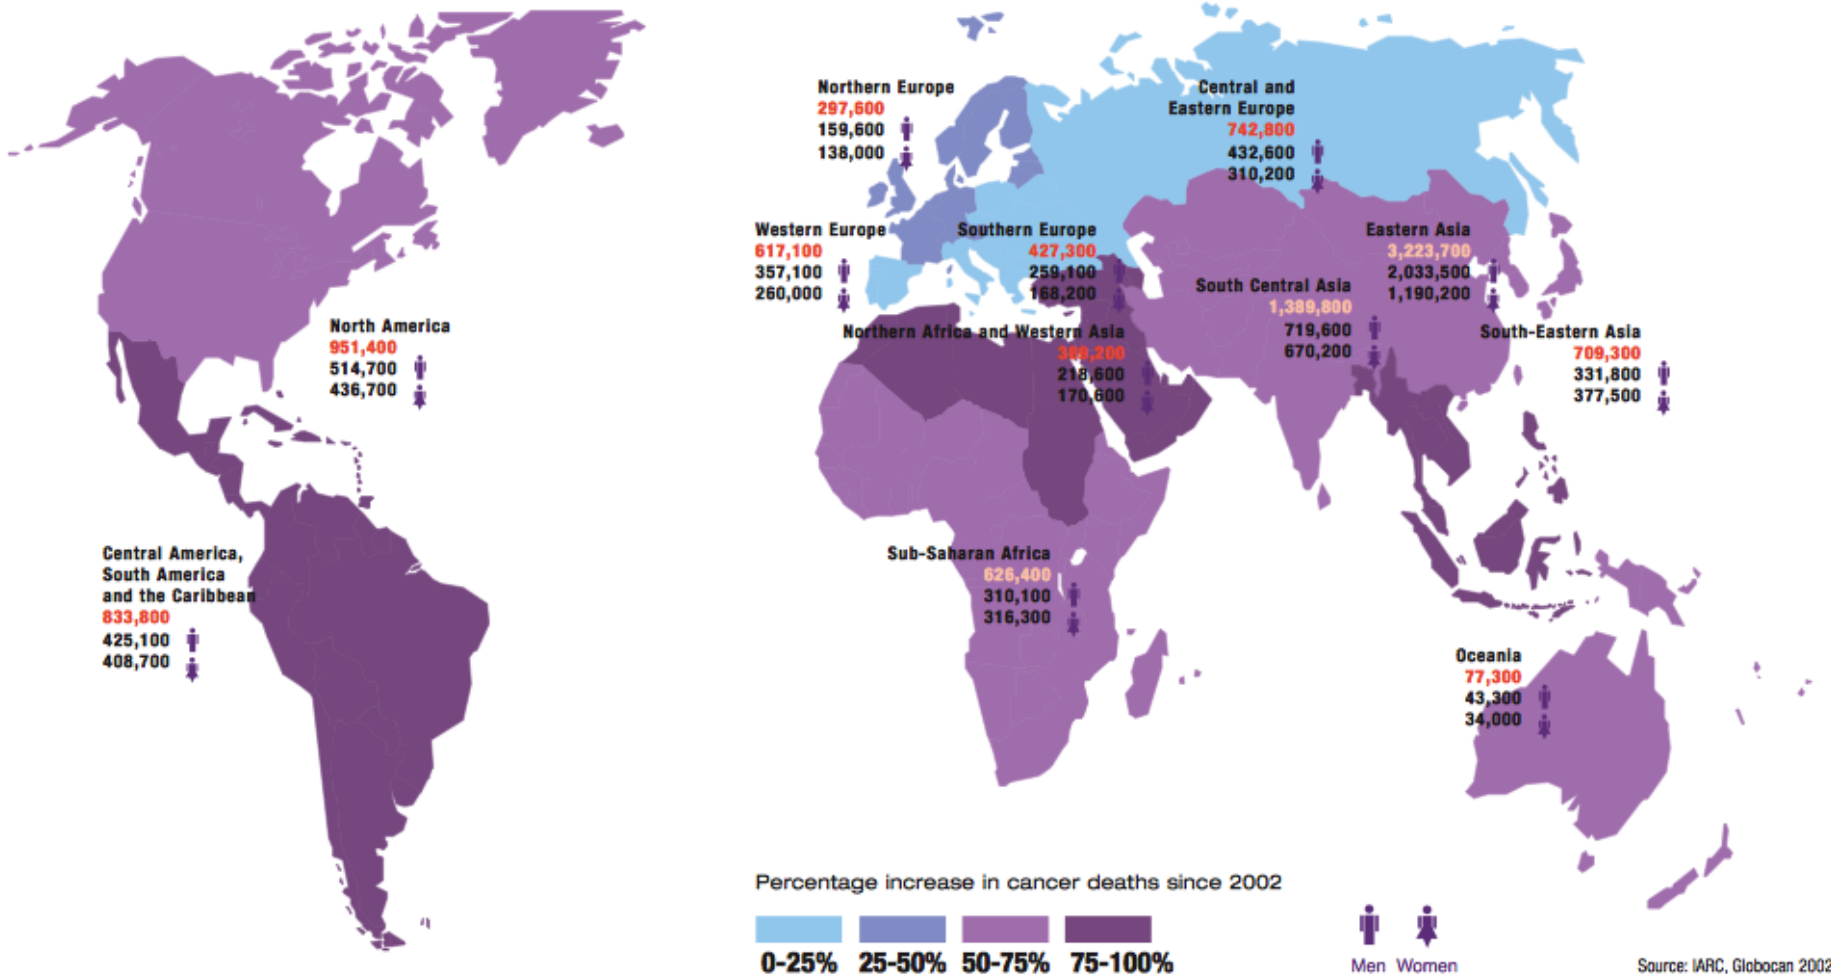 Northern Europe
297,600
159,600
138,000
Central and
Eastern Europe
742,800
432,600
310,200
Western Europe
617,100
357,100
260,000
Southern Europe
427,300
259,100
168,200
Eastern Asia
3,223,700
2,033,500
1,190,200
South Central Asia
1,389,800
719,600
670,200
North America
951,400
514,700
436,700
Northern Africa and Western Asia
389,200
218,600
170,600
South-Eastern Asia
709,300
331,800
377,500
Central America,
South America
and the Caribbean
833,800
425,100
408,700
Sub-Saharan Africa
626,400
310,100
316,300
Oceania
77,300
43,300
34,000
Percentage increase in cancer deaths since 2002
0-25% 25-50% 50-75% 75-100%
Men Women
Source: IARC, Globocan 2002